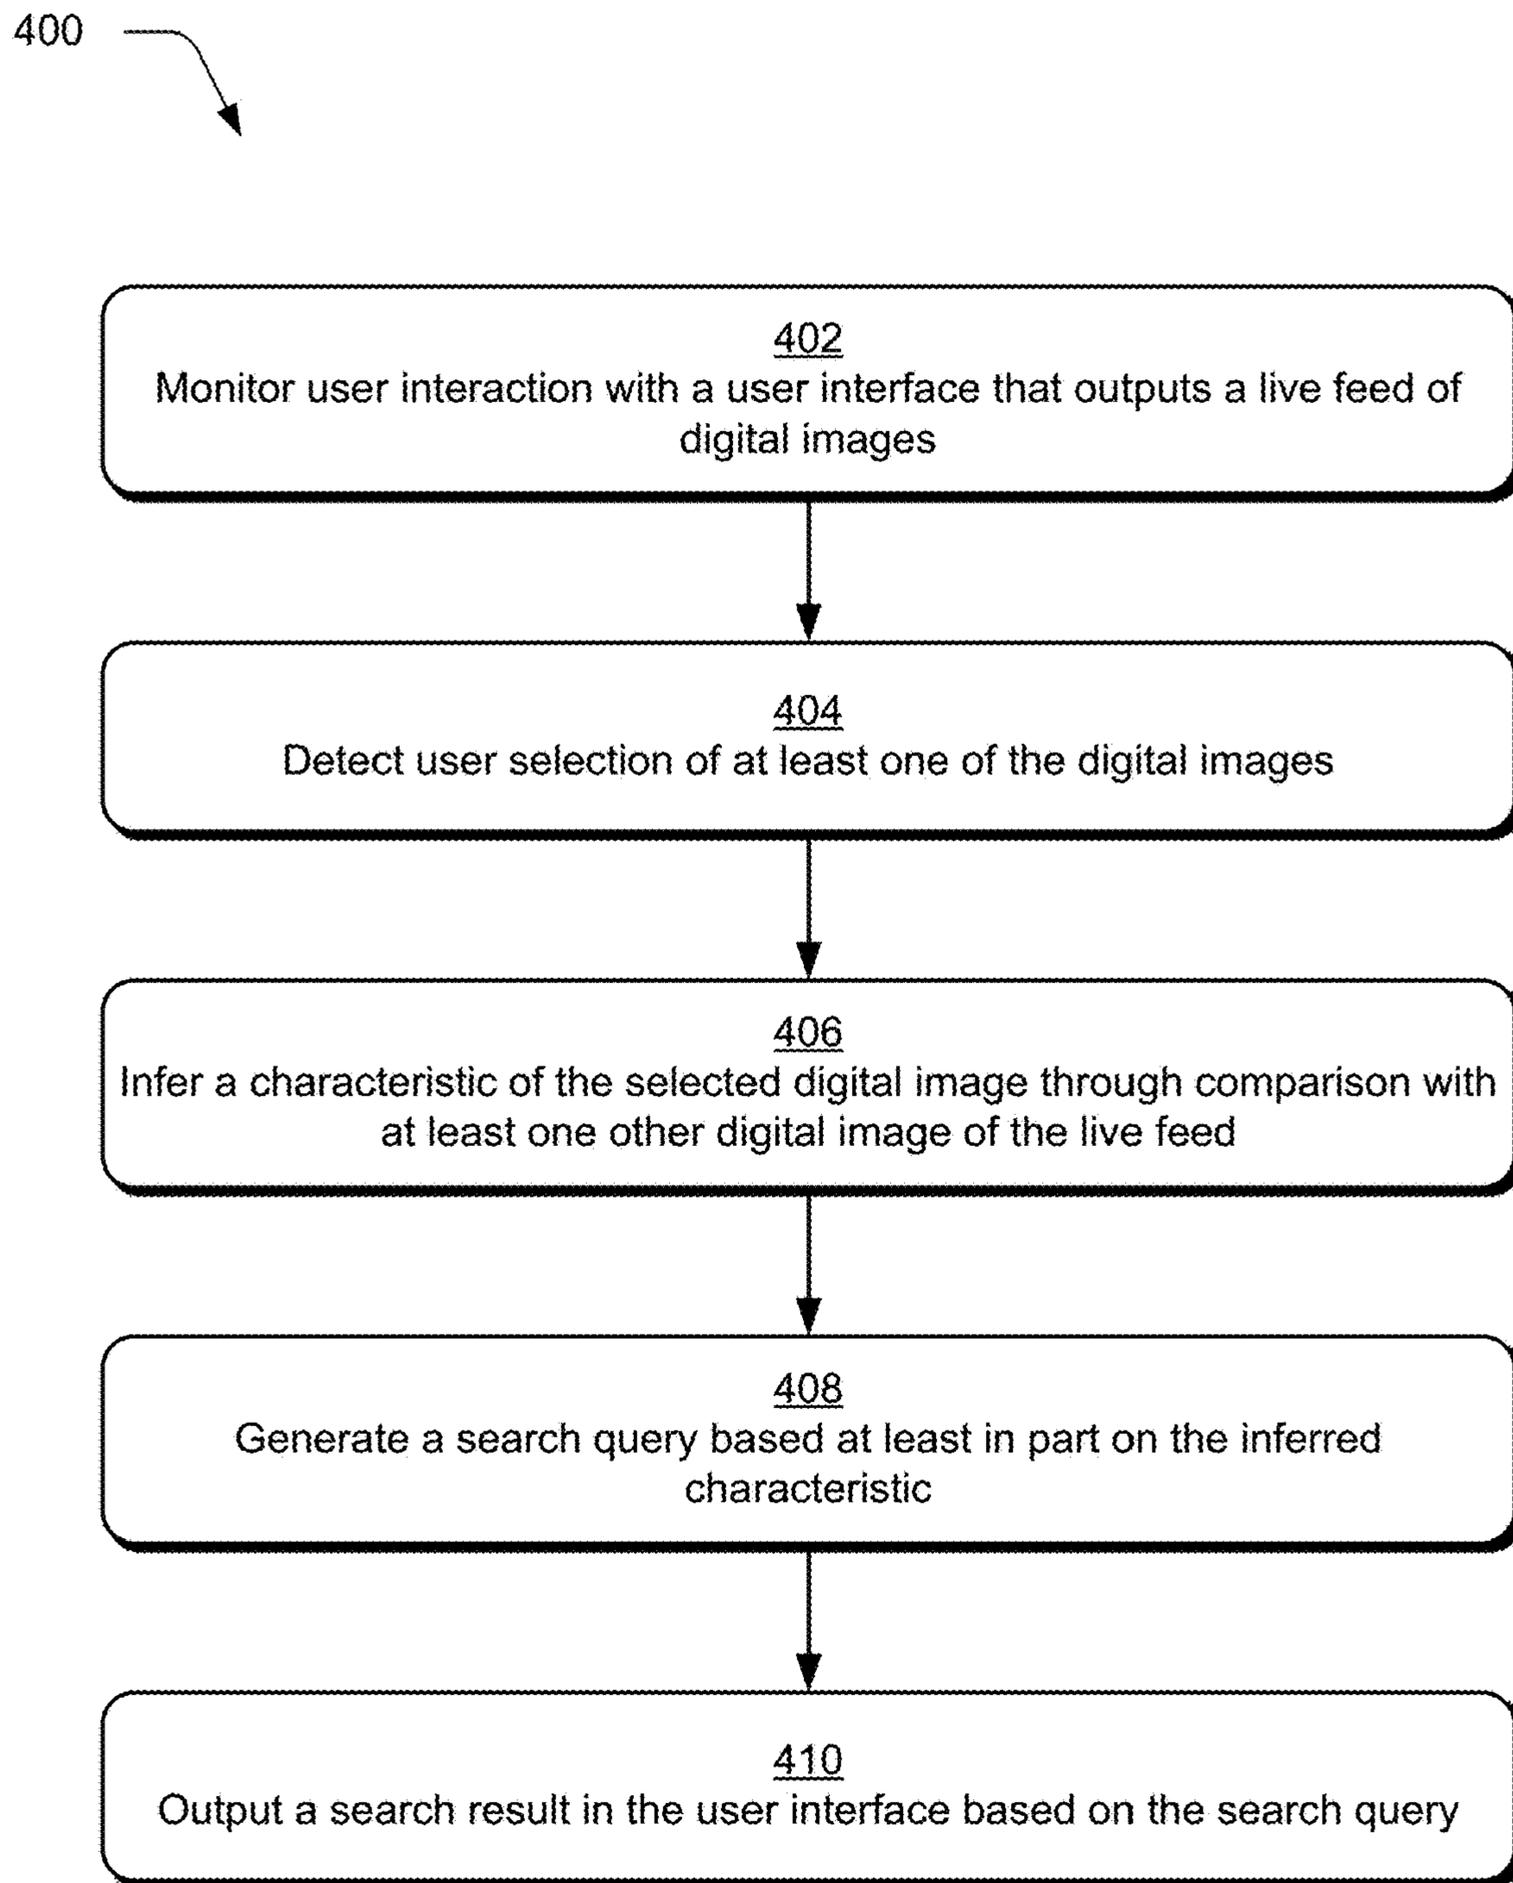 400
402
Monitor user interaction with a user interface that outputs a live feed of
digital images
404
Detect user selection of at least one of the digital images
406
Infer a characteristic of the selected digital image through comparison with
at least one other digital image of the live feed
408
Generate a search query based at least in part on the inferred
characteristic
410
Output a search result in the user interface based on the search query